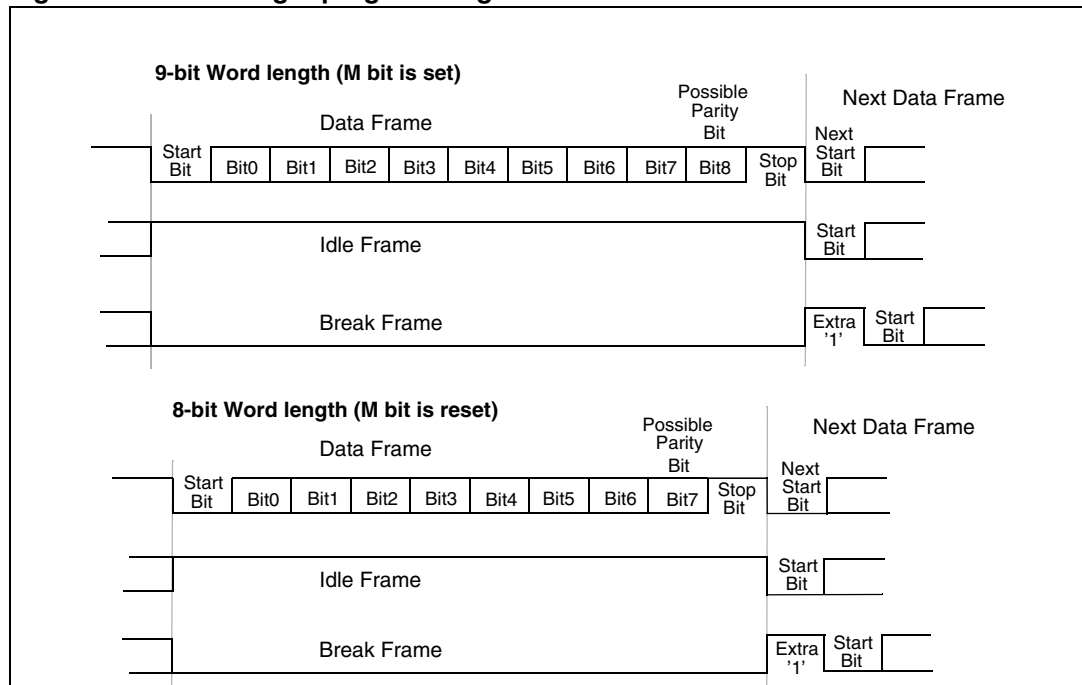 9-bit Word length (M bit is set)
Possible
Parity
Bit
Next Data Frame
Data Frame
Start
Bit
Bit0
Bit1
Bit2
Bit3
Bit4
Bit5
Bit6
Bit7
Bit8
Stop
Bit
Next
Start
Bit
Idle Frame
Start
Bit
Break Frame
Extra
'1'
Start
Bit
8-bit Word length (M bit is reset)
Possible
Parity
Bit
Next Data Frame
Data Frame
Start
Bit
Bit0
Bit1
Bit2
Bit3
Bit4
Bit5
Bit6
Bit7
Stop
Bit
Next
Start
Bit
Idle Frame
Start
Bit
Break Frame
Extra
'1'
Start
Bit